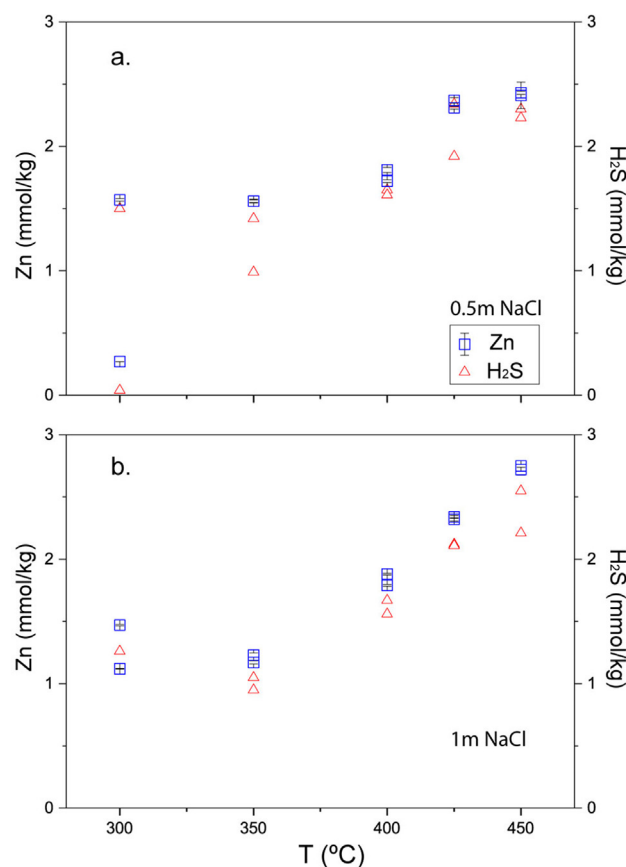 3
3
a.
2
2
Zn (mmol/kg)
H₂S (mmol/kg)
1
1
0.5m NaCl
Zn
H₂S
0
0
3
3
b.
2
2
Zn (mmol/kg)
H₂S (mmol/kg)
1
1
1m NaCl
0
0
300 350 400 450
T (ºC)